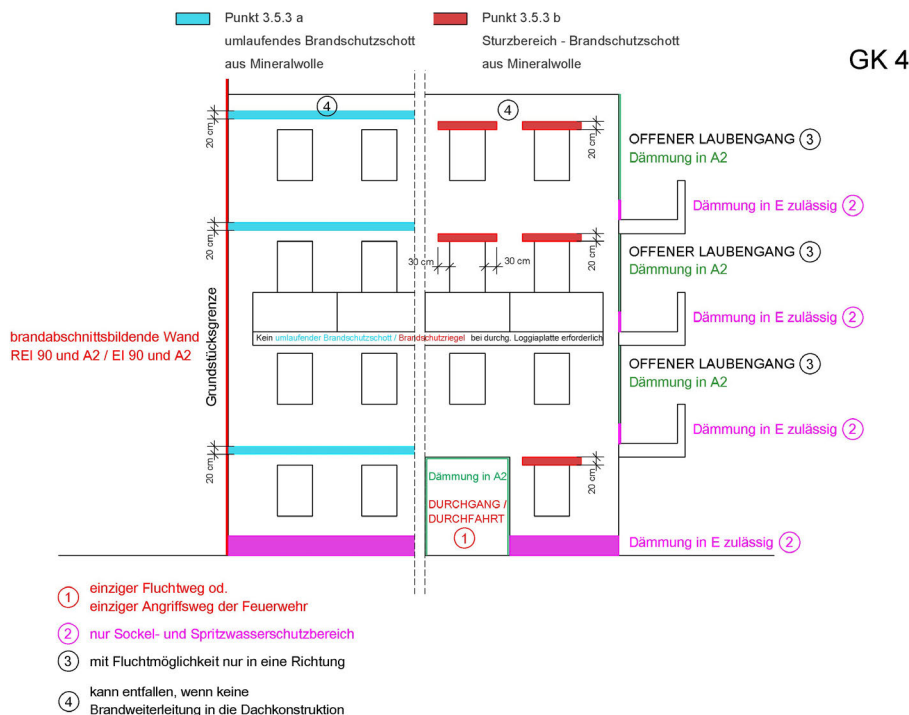 Punkt 3.5.3 a
umlaufendes Brandschutzschott
aus Mineralwolle
Punkt 3.5.3 b
Sturzbereich - Brandschutzschott
aus Mineralwolle
GK 4
4
4
20 cm
20 cm
OFFENER LAUBENGANG 3
Dämmung in A2
Dämmung in E zulässig 2
20 cm
30 cm
30 cm
20 cm
OFFENER LAUBENGANG 3
Dämmung in A2
Dämmung in E zulässig 2
brandabschnittsbildende Wand
REI 90 und A2 / EI 90 und A2
Grundstücksgrenze
Kein umlaufender Brandschutzschott / Brandschutzriegel bei durchg. Loggiaplatte erforderlich
OFFENER LAUBENGANG 3
Dämmung in A2
Dämmung in E zulässig 2
20 cm
20 cm
Dämmung in A2
DURCHGANG /
DURCHFAHRT
1
Dämmung in E zulässig 2
1 einziger Fluchtweg od.
einziger Angriffsweg der Feuerwehr
2 nur Sockel- und Spritzwasserschutzbereich
3 mit Fluchtmöglichkeit nur in eine Richtung
4 kann entfallen, wenn keine
Brandweiterleitung in die Dachkonstruktion